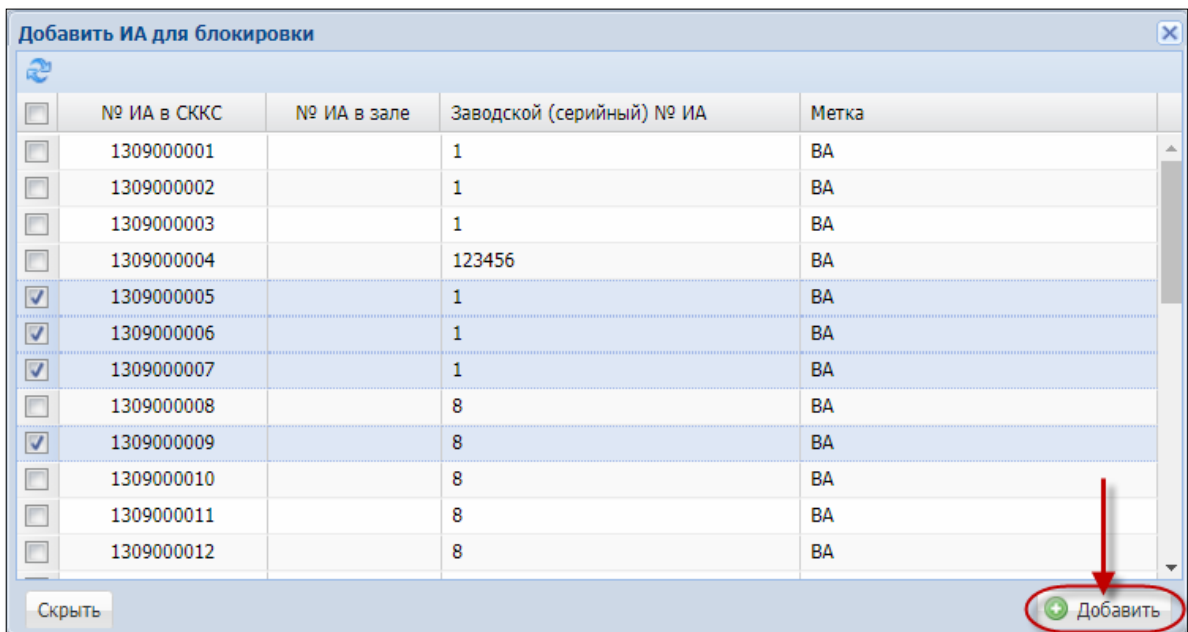 Добавить ИА для блокировки
№ ИА в СККС № ИА в зале Заводской (серийный) № ИА Метка
1309000001 1 ВА
1309000002 1 ВА
1309000003 1 ВА
1309000004 123456 ВА
1309000005 1 ВА
1309000006 1 ВА
1309000007 1 ВА
1309000008 8 ВА
1309000009 8 ВА
1309000010 8 ВА
1309000011 8 ВА
1309000012 8 ВА
Скрыть Добавить